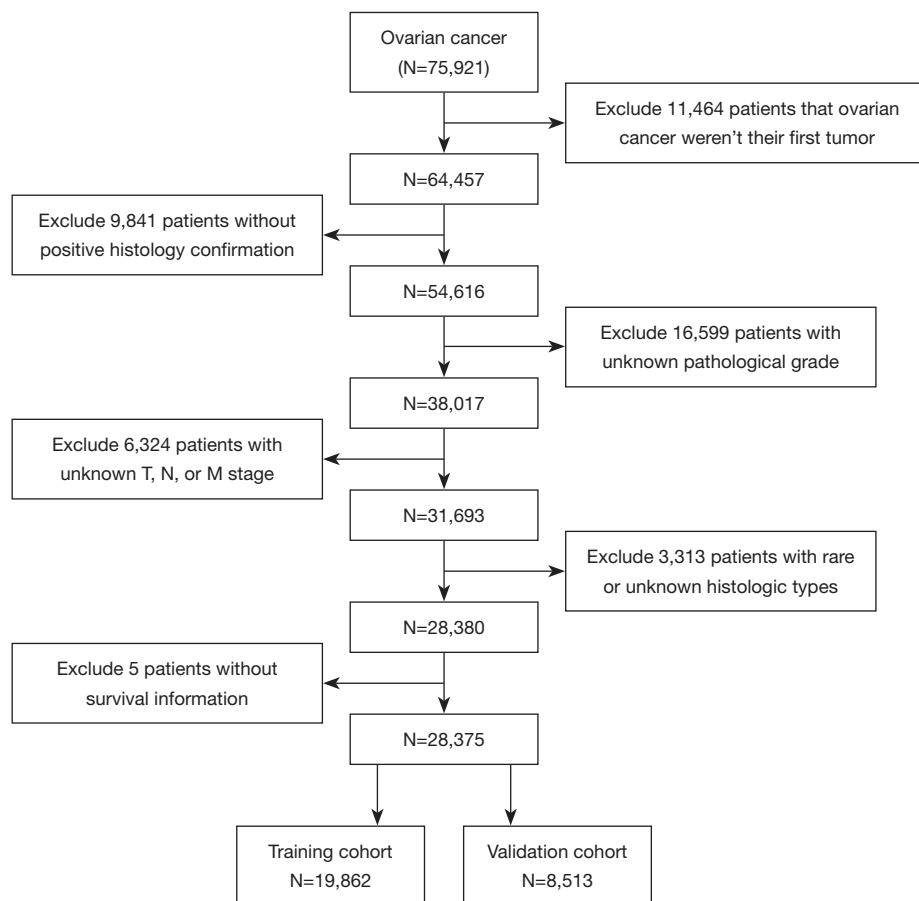 Ovarian cancer
(N=75,921)
Exclude 11,464 patients that ovarian
cancer weren't their first tumor
N=64,457
Exclude 9,841 patients without
positive histology confirmation
N=54,616
Exclude 16,599 patients with
unknown pathological grade
N=38,017
Exclude 6,324 patients with
unknown T, N, or M stage
N=31,693
Exclude 3,313 patients with rare
or unknown histologic types
N=28,380
Exclude 5 patients without
survival information
N=28,375
Training cohort
N=19,862
Validation cohort
N=8,513